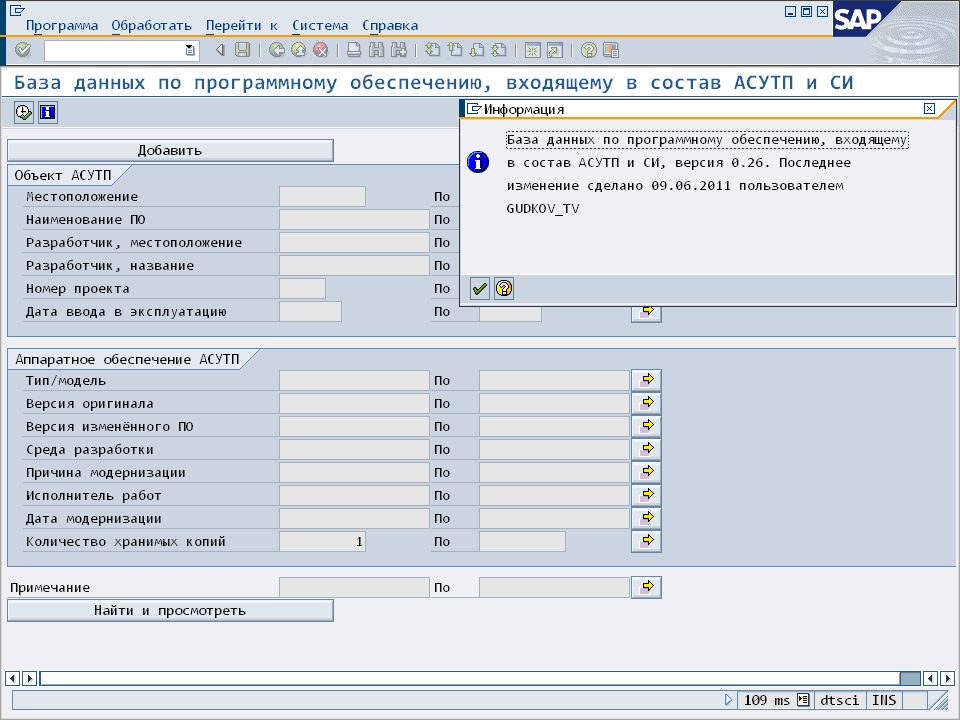 Программа Обработать Перейти к Система Справка
SAP
База данных по программному обеспечению, входящему в состав АСУТП и СИ
Информация
База данных по программному обеспечению, входящему
в состав АСУТП и СИ, версия 0.26. Последнее
изменение сделано 09.06.2011 пользователем
GUDKOV_TV
Добавить
Объект АСУТП
Местоположение По
Наименование ПО По
Разработчик, местоположение По
Разработчик, название По
Номер проекта По
Дата ввода в эксплуатацию По
Аппаратное обеспечение АСУТП
Тип/модель По
Версия оригинала По
Версия изменённого ПО По
Среда разработки По
Причина модернизации По
Исполнитель работ По
Дата модернизации По
Количество хранимых копий 1 По
Примечание По
Найти и просмотреть
109 ms dtsci INS